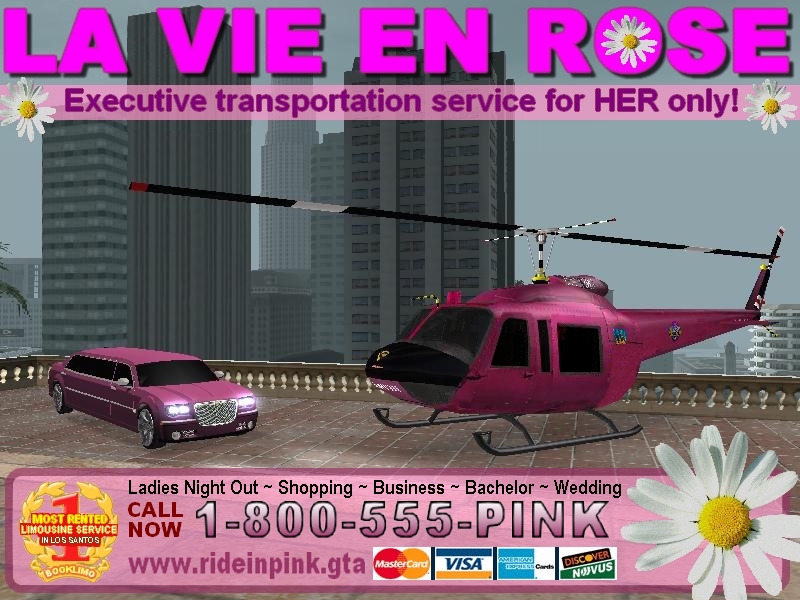 LA VIE EN ROSE
Executive transportation service for HER only!
Ladies Night Out ~ Shopping ~ Business ~ Bachelor ~ Wedding
CALL NOW 1-800-555-PINK
1
MOST RENTED
LIMOUSINE SERVICE
IN LOS SANTOS
BOOKLIMO
www.rideinpink.gta
MasterCard
VISA
AMERICAN EXPRESS Cards
DISCOVER NOVUS